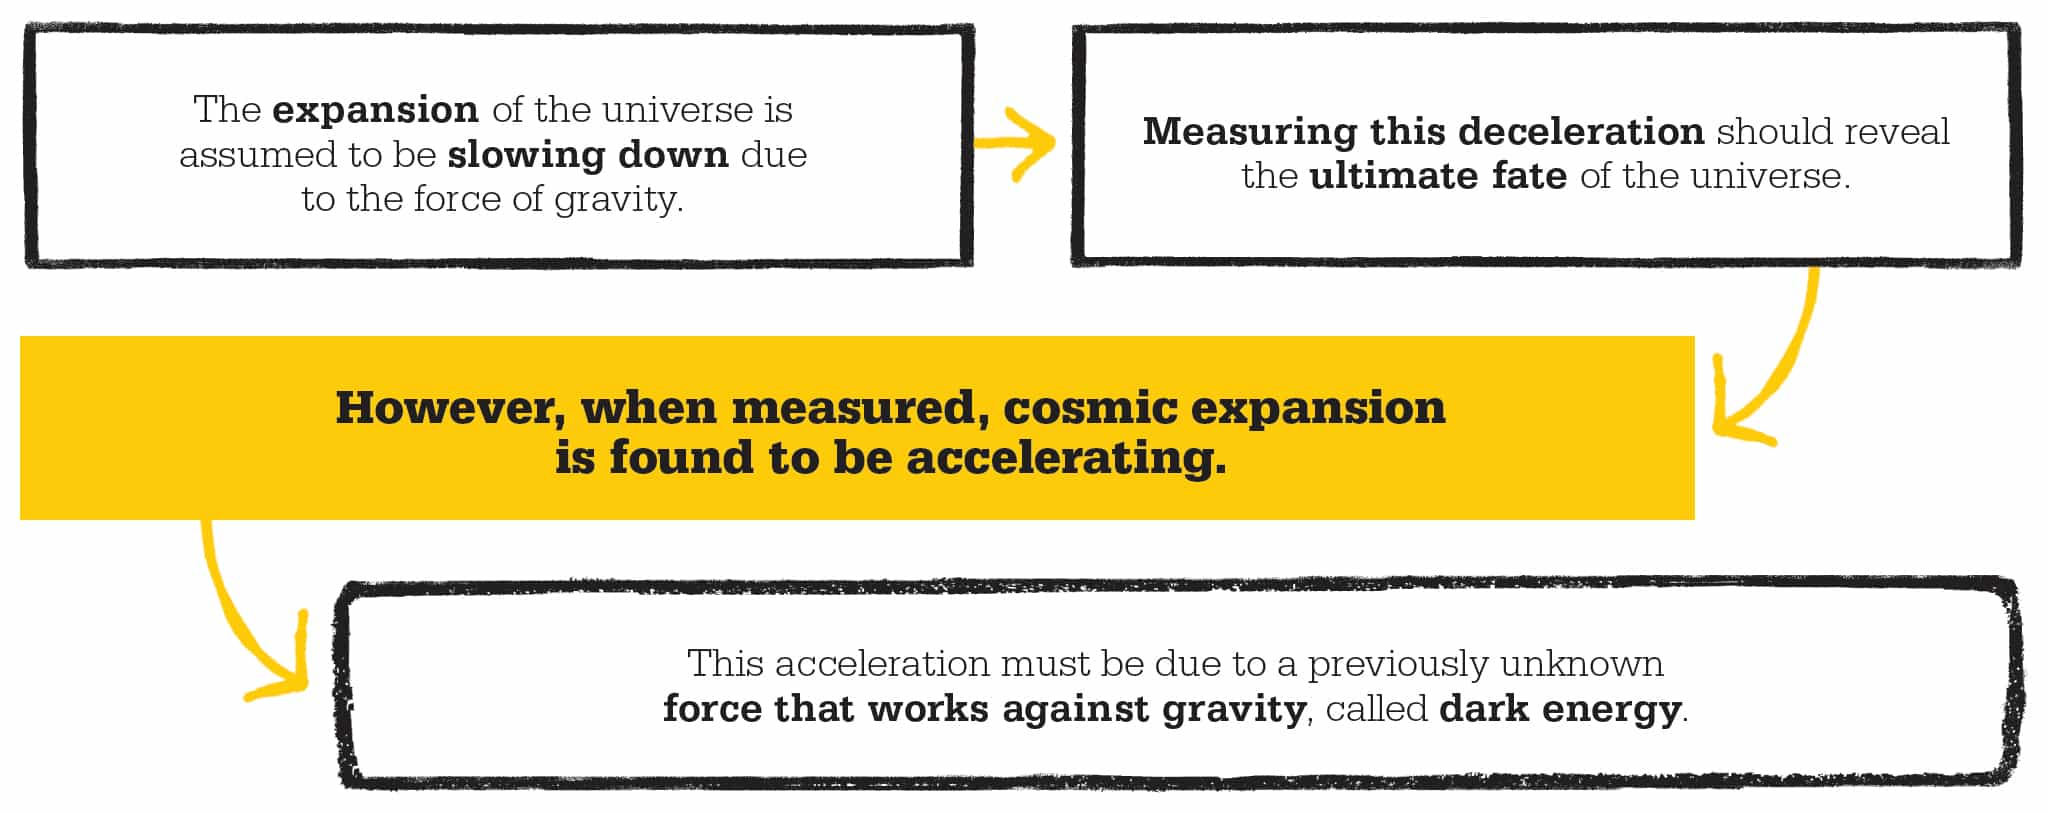 The expansion of the universe is
assumed to be slowing down due
to the force of gravity.
Measuring this deceleration should reveal
the ultimate fate of the universe.
However, when measured, cosmic expansion
is found to be accelerating.
This acceleration must be due to a previously unknown
force that works against gravity, called dark energy.